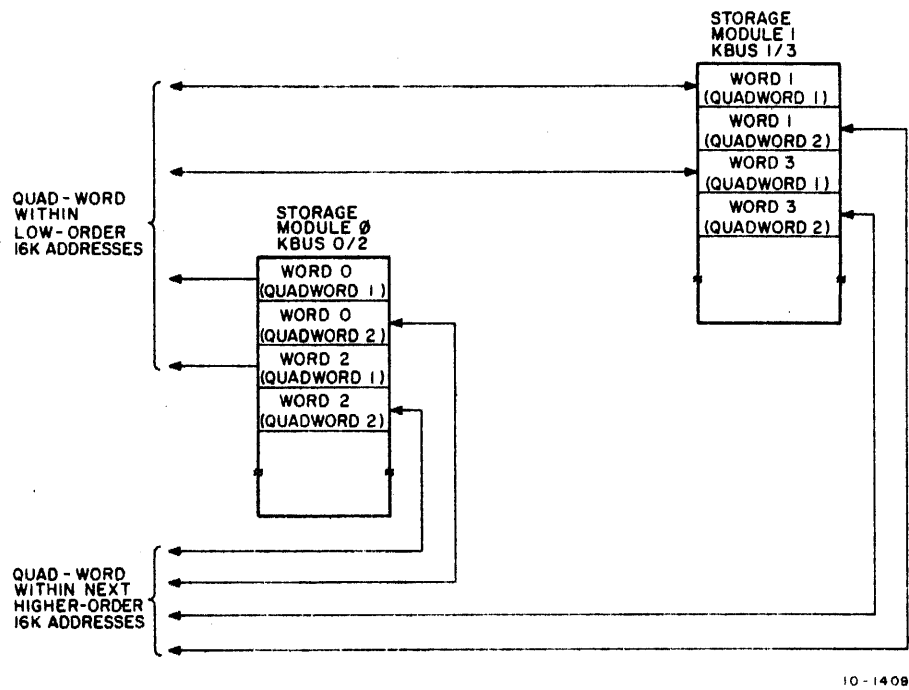 STORAGE
MODULE 1
KBUS 1/3
WORD 1
(QUADWORD 1)
WORD 1
(QUADWORD 2)
WORD 3
(QUADWORD 1)
WORD 3
(QUADWORD 2)
QUAD-WORD
WITHIN
LOW-ORDER
16K ADDRESSES
STORAGE
MODULE Ø
KBUS 0/2
WORD 0
(QUADWORD 1)
WORD 0
(QUADWORD 2)
WORD 2
(QUADWORD 1)
WORD 2
(QUADWORD 2)
QUAD-WORD
WITHIN NEXT
HIGHER-ORDER
16K ADDRESSES
10-1409